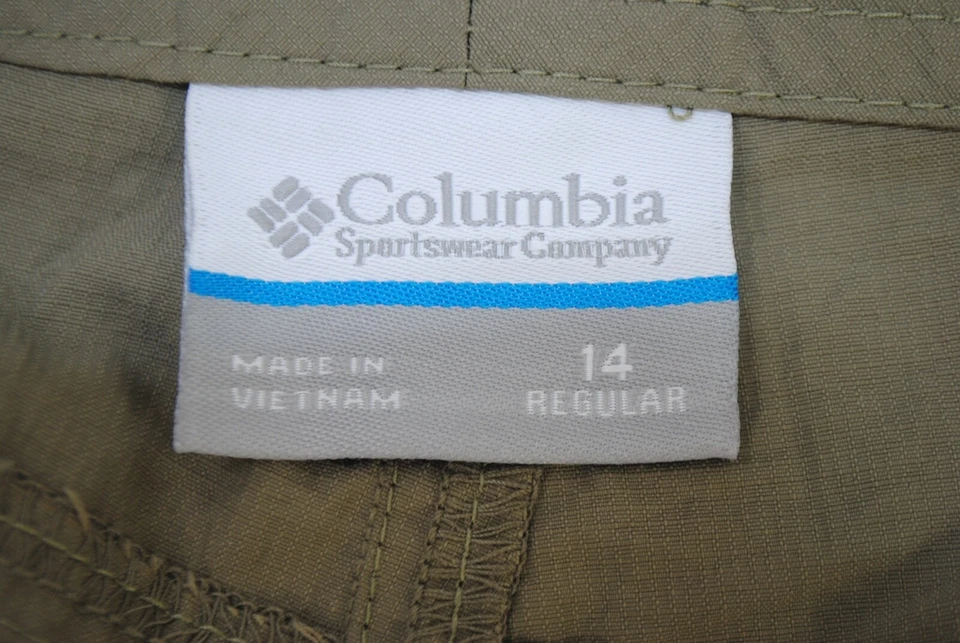 Columbia
Sportswear Company
MADE IN
VIETNAM
14
REGULAR